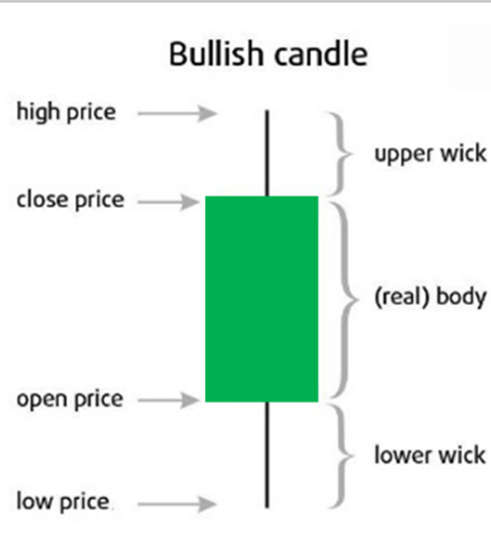 Bullish candle
high price
upper wick
close price
(real) body
open price
lower wick
low price